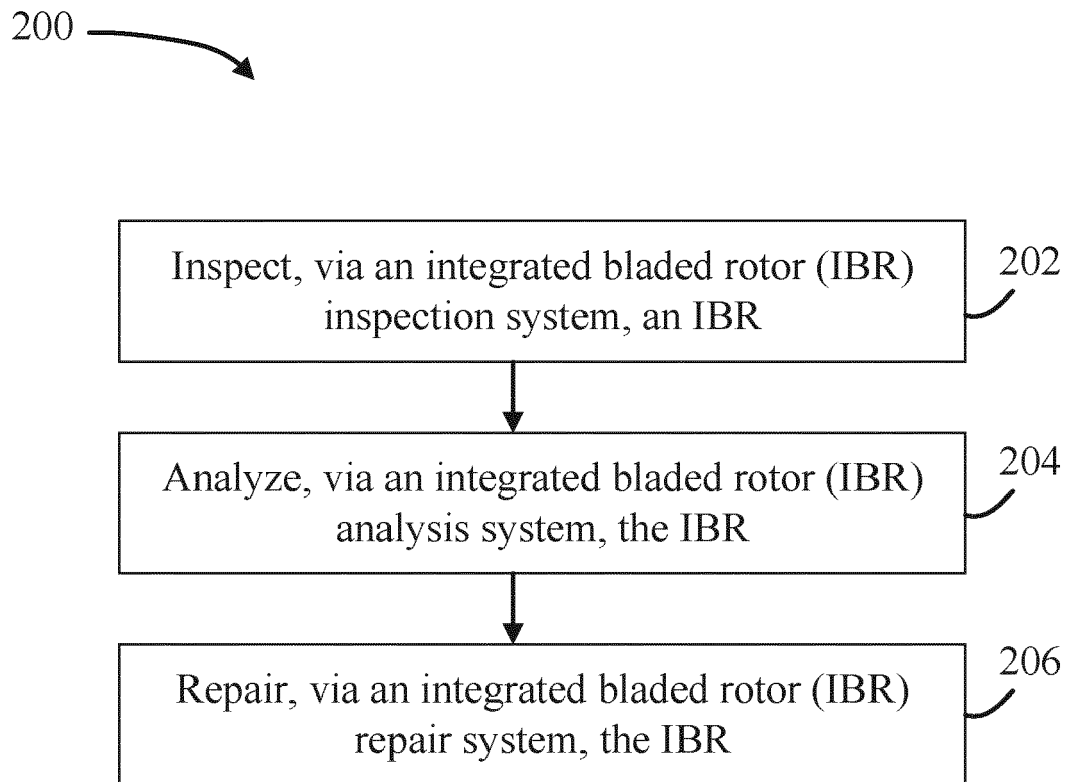 200
Inspect, via an integrated bladed rotor (IBR)
inspection system, an IBR
202
Analyze, via an integrated bladed rotor (IBR)
analysis system, the IBR
204
Repair, via an integrated bladed rotor (IBR)
repair system, the IBR
206